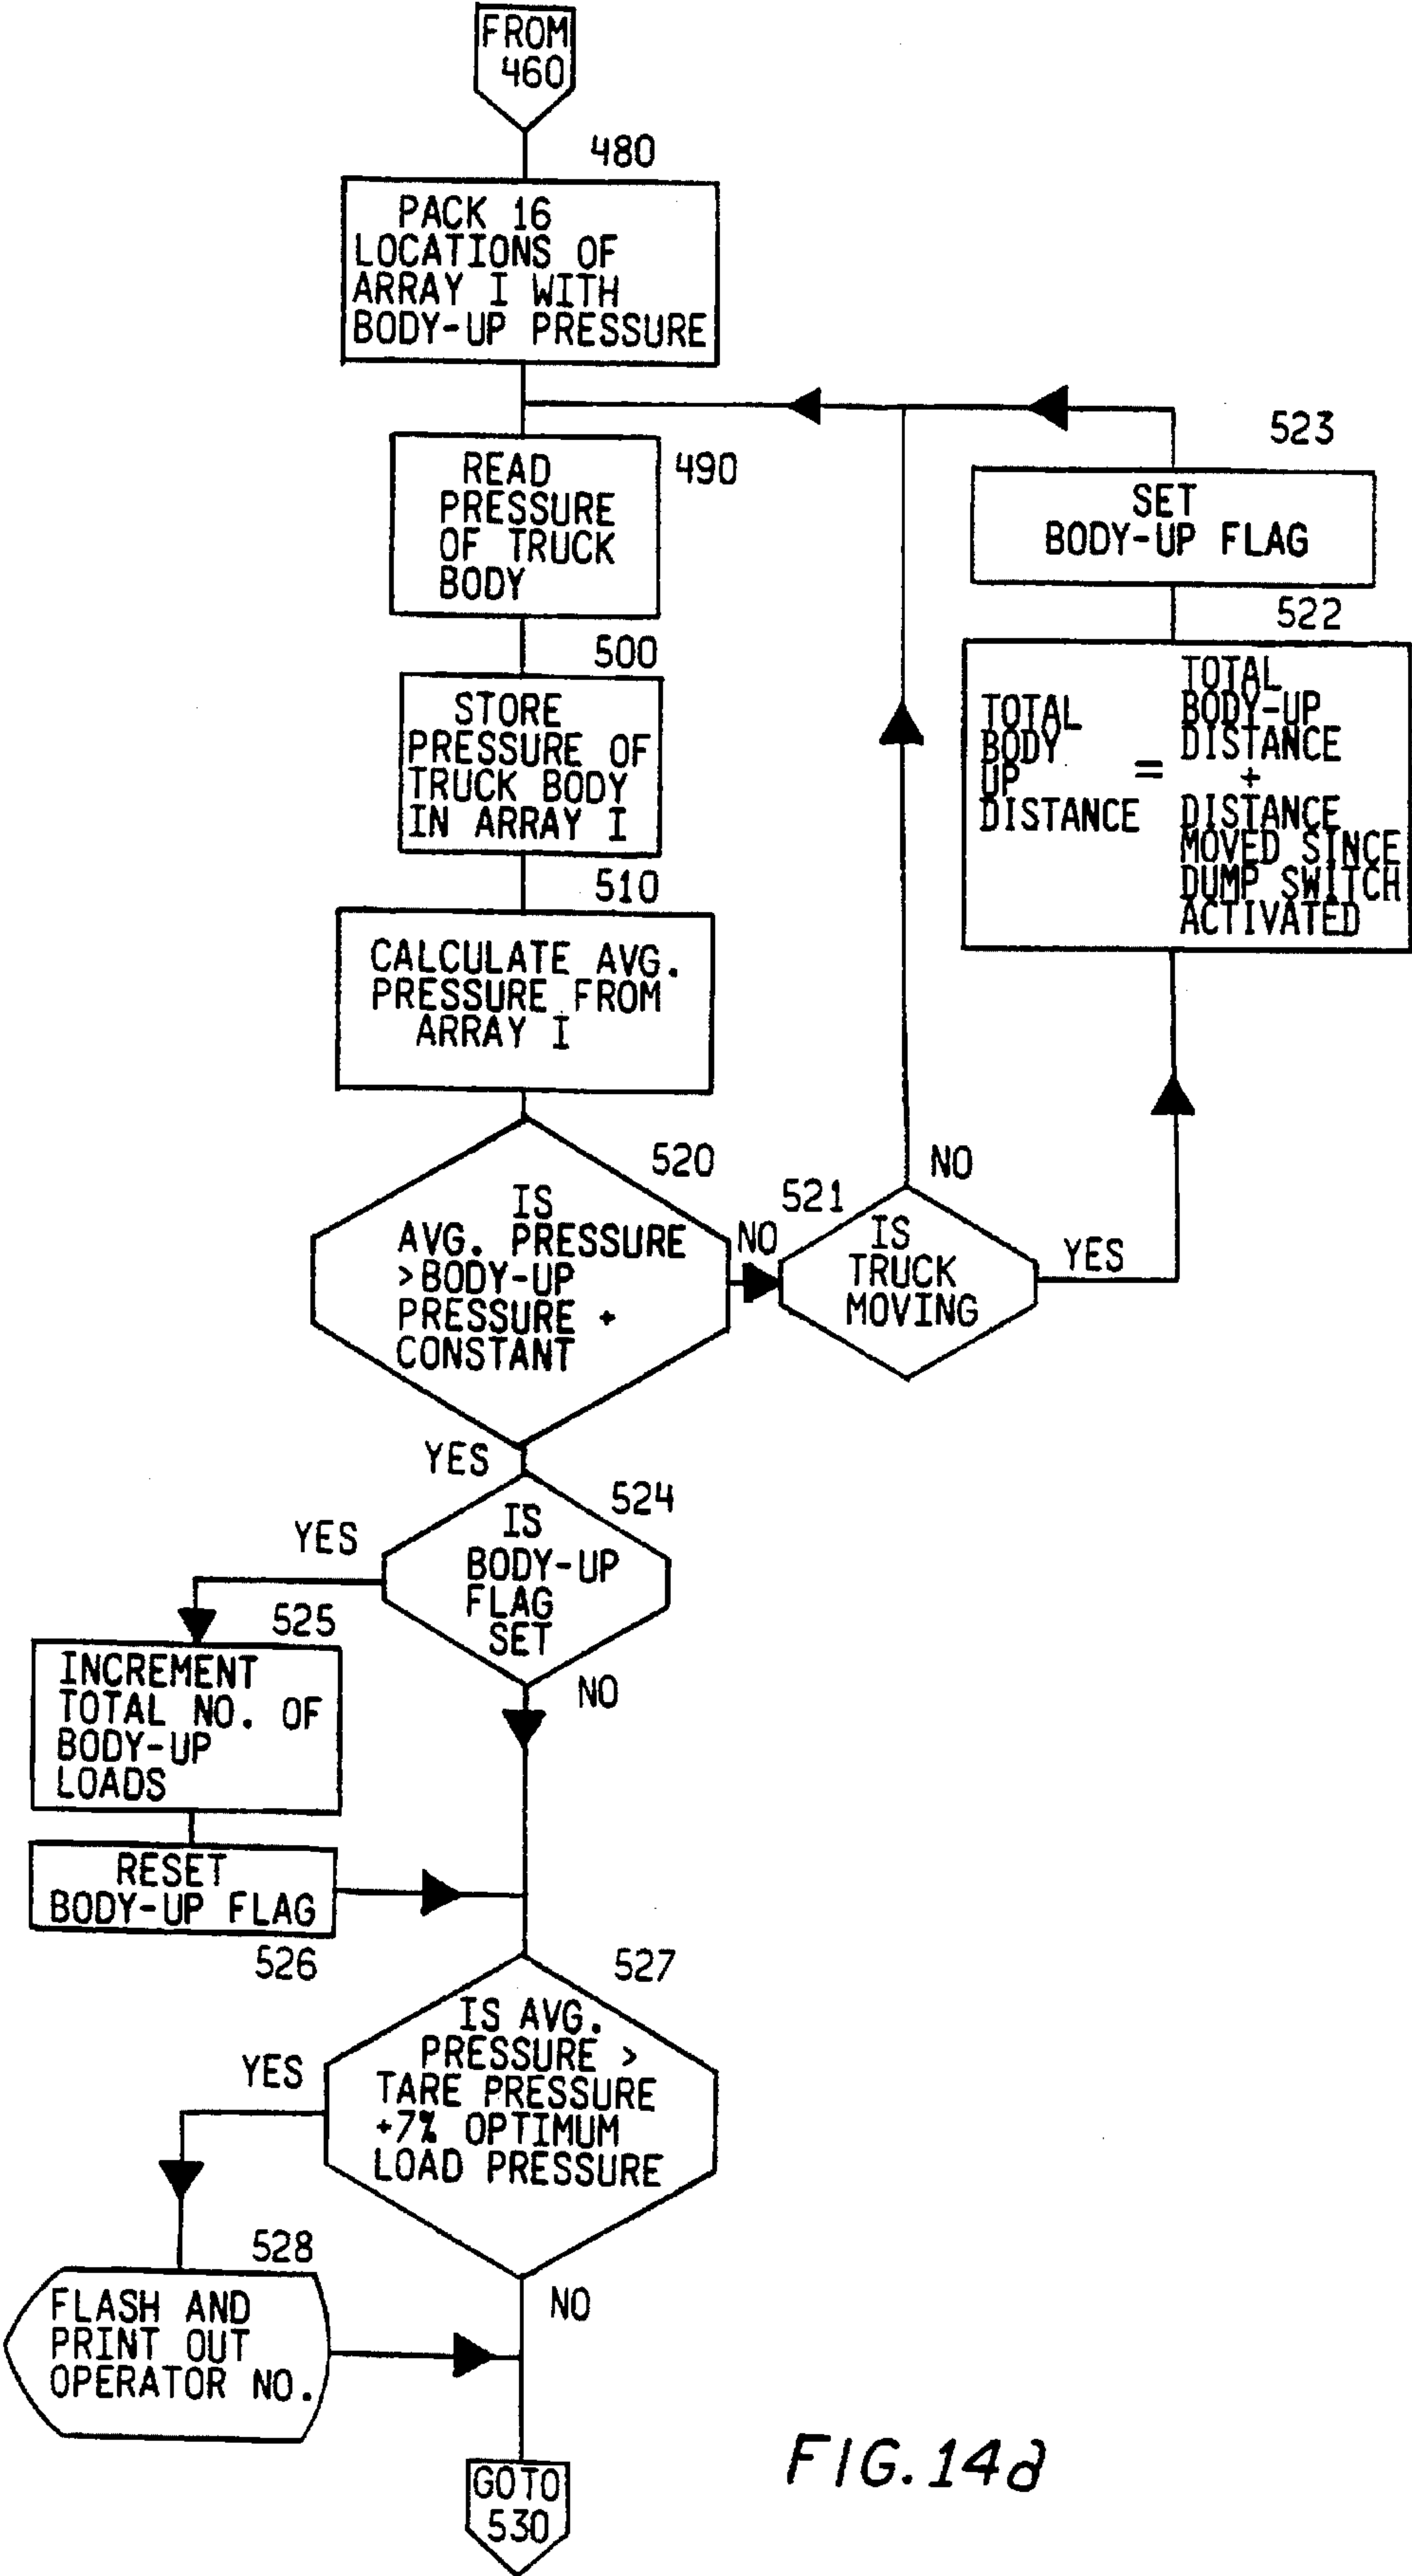 FROM
460
480
PACK 16
LOCATIONS OF
ARRAY I WITH
BODY-UP PRESSURE
READ
PRESSURE
OF TRUCK
BODY
490
500
STORE
PRESSURE OF
TRUCK BODY
IN ARRAY I
510
CALCULATE AVG.
PRESSURE FROM
ARRAY I
520
IS
AVG. PRESSURE
>BODY-UP
PRESSURE +
CONSTANT
NO
521
IS
TRUCK
MOVING
NO
YES
522
TOTAL
BODY
UP
DISTANCE
=
TOTAL
BODY-UP
DISTANCE
+
DISTANCE
MOVED SINCE
DUMP SWITCH
ACTIVATED
523
SET
BODY-UP FLAG
YES
524
IS
BODY-UP
FLAG
SET
YES
NO
525
INCREMENT
TOTAL NO. OF
BODY-UP
LOADS
RESET
BODY-UP FLAG
526
527
IS AVG.
PRESSURE >
TARE PRESSURE
+7% OPTIMUM
LOAD PRESSURE
YES
NO
528
FLASH AND
PRINT OUT
OPERATOR NO.
GOTO
530
FIG. 14a